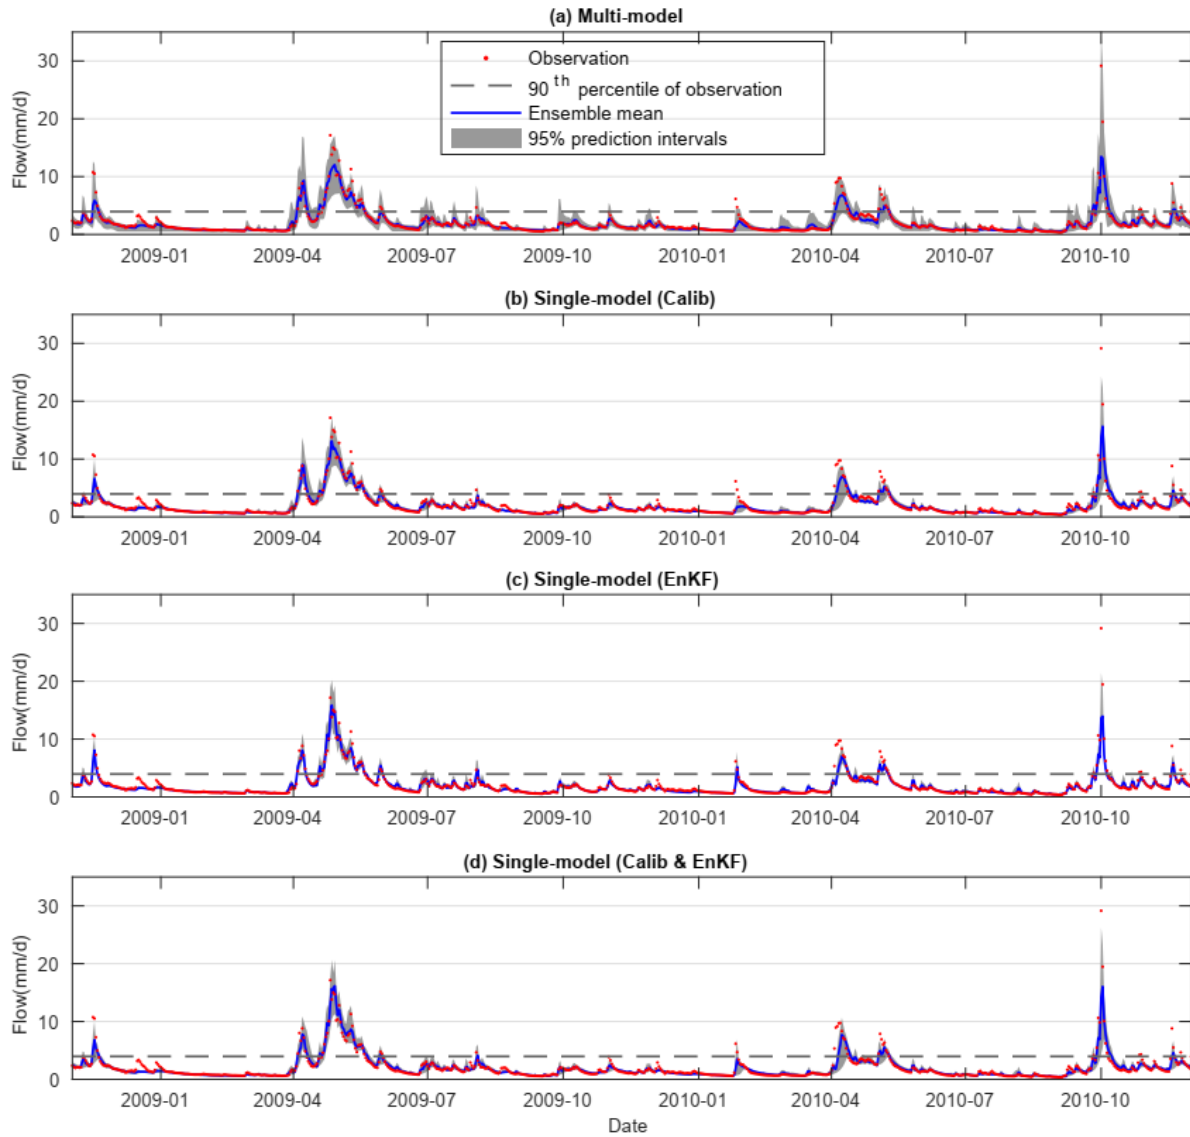 (a) Multi-model
Observation
90 th percentile of observation
Ensemble mean
95% prediction intervals
Flow(mm/d)
30
20
10
0
2009-01 2009-04 2009-07 2009-10 2010-01 2010-04 2010-07 2010-10
(b) Single-model (Calib)
Flow(mm/d)
30
20
10
0
2009-01 2009-04 2009-07 2009-10 2010-01 2010-04 2010-07 2010-10
(c) Single-model (EnKF)
Flow(mm/d)
30
20
10
0
2009-01 2009-04 2009-07 2009-10 2010-01 2010-04 2010-07 2010-10
(d) Single-model (Calib & EnKF)
Flow(mm/d)
30
20
10
0
2009-01 2009-04 2009-07 2009-10 2010-01 2010-04 2010-07 2010-10
Date